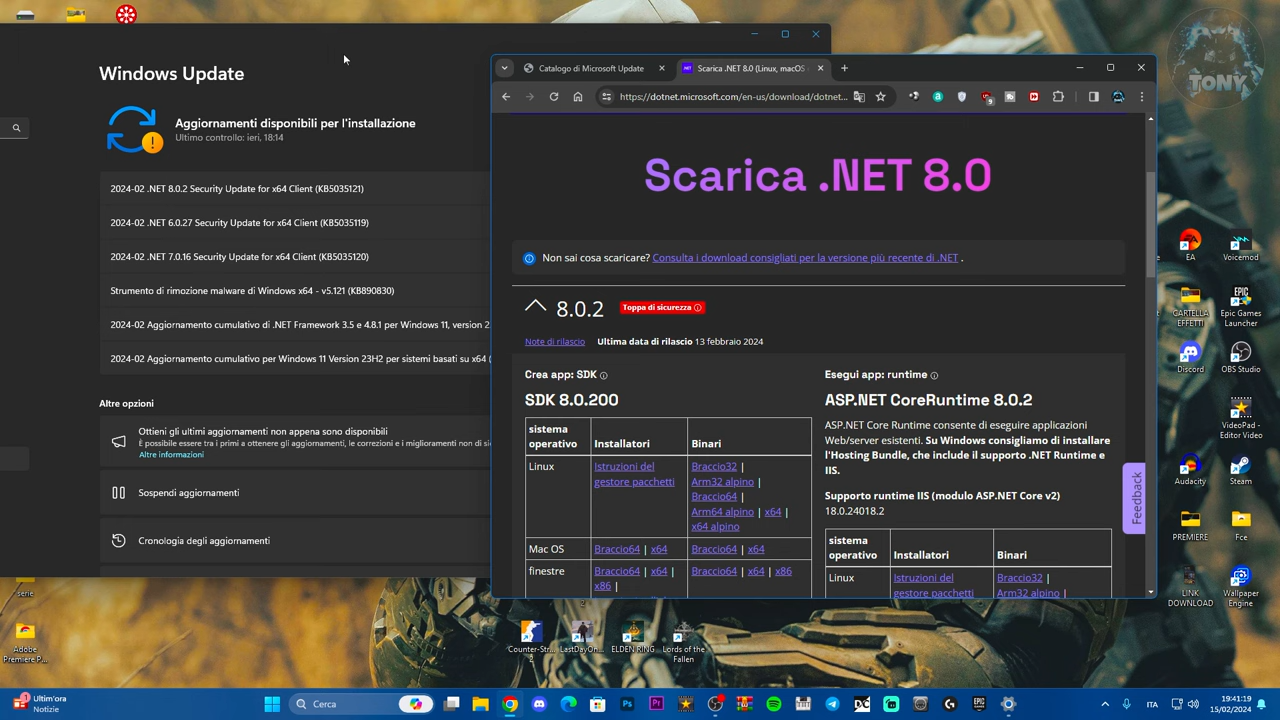 Windows Update
Aggiornamenti disponibili per l'installazione
Ultimo controllo: ieri, 18:14
2024-02 .NET 8.0.2 Security Update for x64 Client (KB5035121)
2024-02 .NET 6.0.27 Security Update for x64 Client (KB5035119)
2024-02 .NET 7.0.16 Security Update for x64 Client (KB5035120)
Strumento di rimozione malware di Windows x64 - v5.121 (KB890830)
2024-02 Aggiornamento cumulativo di .NET Framework 3.5 e 4.8.1 per Windows 11, version 2
2024-02 Aggiornamento cumulativo per Windows 11 Version 23H2 per sistemi basati su x64 (
Altre opzioni
Ottieni gli ultimi aggiornamenti non appena sono disponibili
È possibile essere tra i primi a ottenere gli aggiornamenti, le correzioni e i miglioramenti non di si
Altre informazioni
Sospendi aggiornamenti
Cronologia degli aggiornamenti
Catalogo di Microsoft Update
Scarica .NET 8.0 (Linux, macOS
https://dotnet.microsoft.com/en-us/download/dotnet...
9
Scarica .NET 8.0
Non sai cosa scaricare? Consulta i download consigliati per la versione più recente di .NET .
8.0.2 Toppa di sicurezza
Note di rilascio Ultima data di rilascio 13 febbraio 2024
Crea app: SDK
SDK 8.0.200
sistema
operativo Installatori Binari
Linux Istruzioni del
gestore pacchetti
Braccio32 |
Arm32 alpino |
Braccio64 |
Arm64 alpino | x64 |
x64 alpino
Mac OS Braccio64 | x64 Braccio64 | x64
finestre Braccio64 | x64 |
x86 |
Braccio64 | x64 | x86
Esegui app: runtime
ASP.NET CoreRuntime 8.0.2
ASP.NET Core Runtime consente di eseguire applicazioni
Web/server esistenti. Su Windows consigliamo di installare
l'Hosting Bundle, che include il supporto .NET Runtime e
IIS.
Supporto runtime IIS (modulo ASP.NET Core v2)
18.0.24018.2
sistema
operativo Installatori Binari
Linux Istruzioni del
gestore pacchetti
Braccio32 |
Arm32 alpino |
Feedback
TONY
EA
Voicemod
CARTELLA
EFFETTI
Epic Games
Launcher
Discord
OBS Studio
VideoPad -
Editor Video
Audacity
Steam
PREMIERE
Fce
LINK
DOWNLOAD
Wallpaper
Engine
serie
Adobe
Premiere P...
Counter-Str...
2
LastDayOn...
ELDEN RING
Lords of the
Fallen
1
Ultim'ora
Notizie
Cerca
ITA
19:41:19
15/02/2024